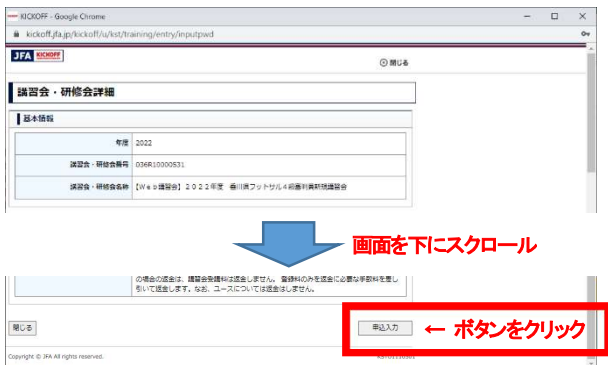 KICKOFF - Google Chrome
kickoff.jfa.jp/kickoff/u/kst/training/entry/inputpwd
JFA KICKOFF
閉じる
講習会・研修会詳細
基本情報
年度 2022
講習会・研修会番号 036R10000531
講習会・研修会名称 【Web講習会】2022年度 香川県フットサル4級審判員新規講習会
画面を下にスクロール
の場合の返金は、講習会受講料は返金しません。登録料のみを返金に必要な手数料を差し
引いて返金します。なお、ユースについては返金はしません。
閉じる
申込入力
← ボタンをクリック
Copyright © JFA All rights reserved.